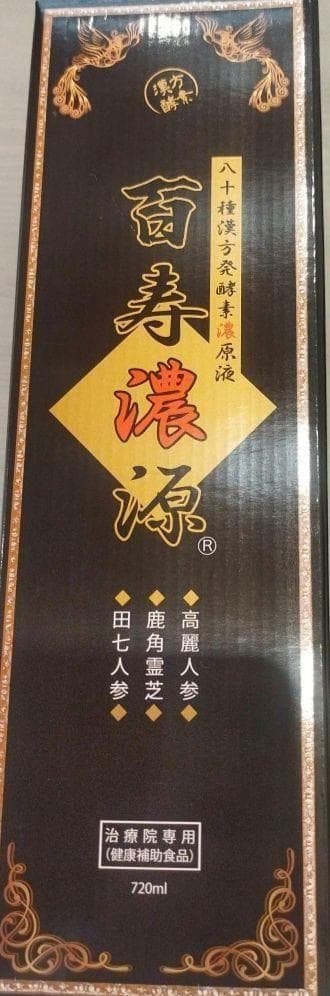 漢方
酵素
八十種漢方発酵素濃原液
百寿濃源®
◆高麗人参◆
◆鹿角霊芝◆
◆田七人参◆
治療院専用
(健康補助食品)
720ml